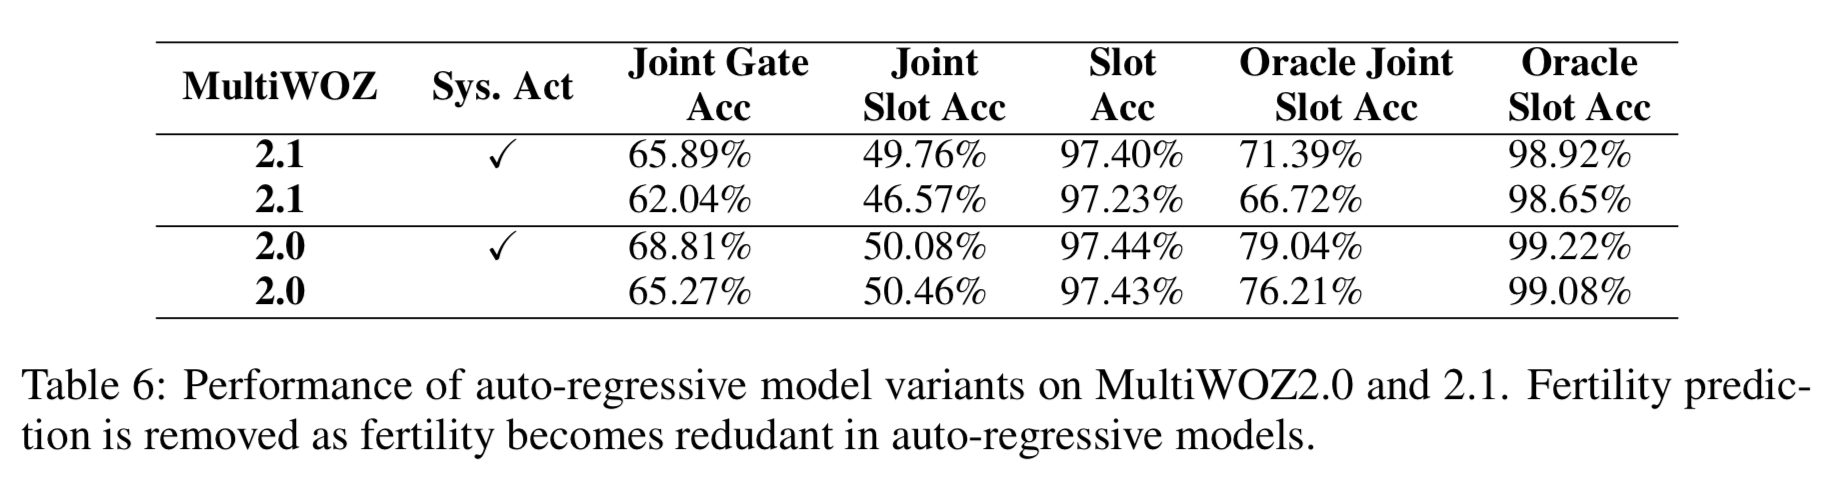 MultiWOZ Sys. Act Joint Gate Acc Joint Slot Acc Slot Acc Oracle Joint Slot Acc Oracle Slot Acc
2.1 ✓ 65.89% 49.76% 97.40% 71.39% 98.92%
2.1 62.04% 46.57% 97.23% 66.72% 98.65%
2.0 ✓ 68.81% 50.08% 97.44% 79.04% 99.22%
2.0 65.27% 50.46% 97.43% 76.21% 99.08%
Table 6: Performance of auto-regressive model variants on MultiWOZ2.0 and 2.1. Fertility predic-
tion is removed as fertility becomes redudant in auto-regressive models.